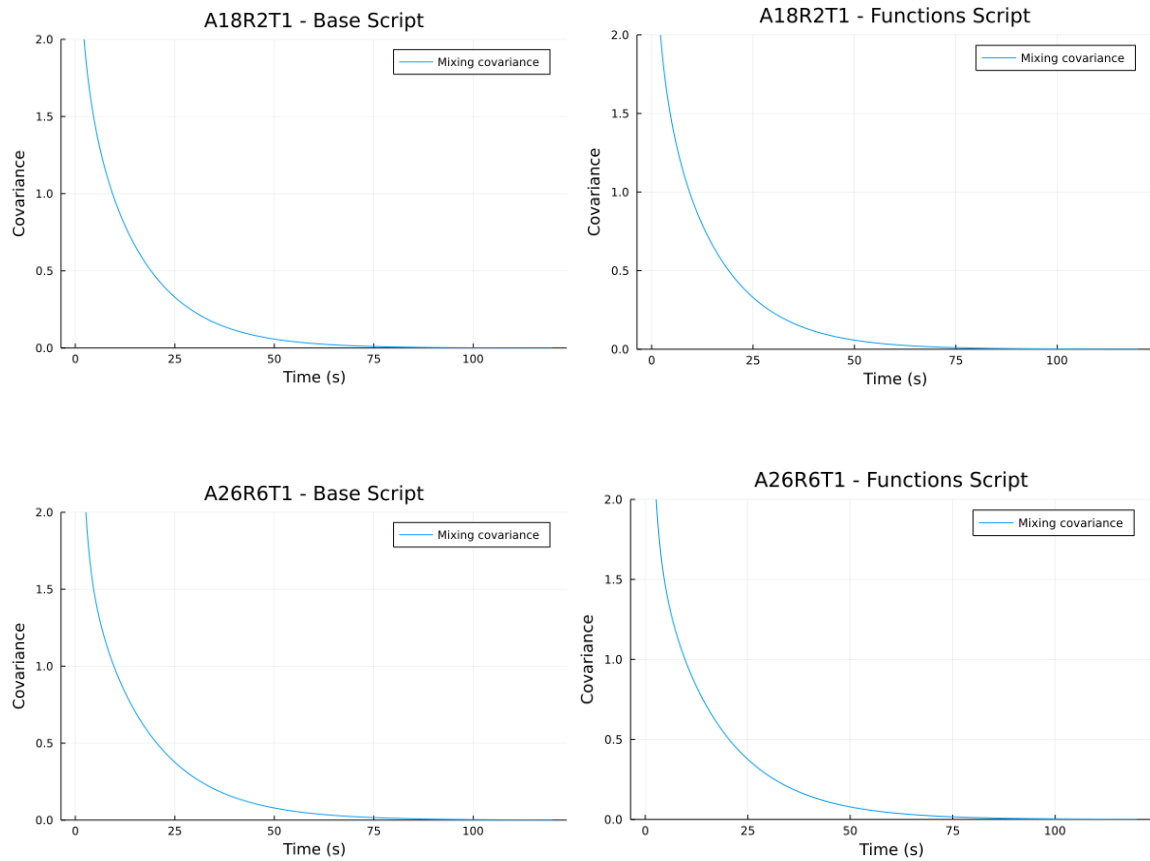 A18R2T1 - Base Script
2.0
Mixing covariance
1.5
Covariance
1.0
0.5
0.0
0 25 50 75 100
Time (s)
A18R2T1 - Functions Script
2.0
Mixing covariance
1.5
Covariance
1.0
0.5
0.0
0 25 50 75 100
Time (s)
A26R6T1 - Base Script
2.0
Mixing covariance
1.5
Covariance
1.0
0.5
0.0
0 25 50 75 100
Time (s)
A26R6T1 - Functions Script
2.0
Mixing covariance
1.5
Covariance
1.0
0.5
0.0
0 25 50 75 100
Time (s)